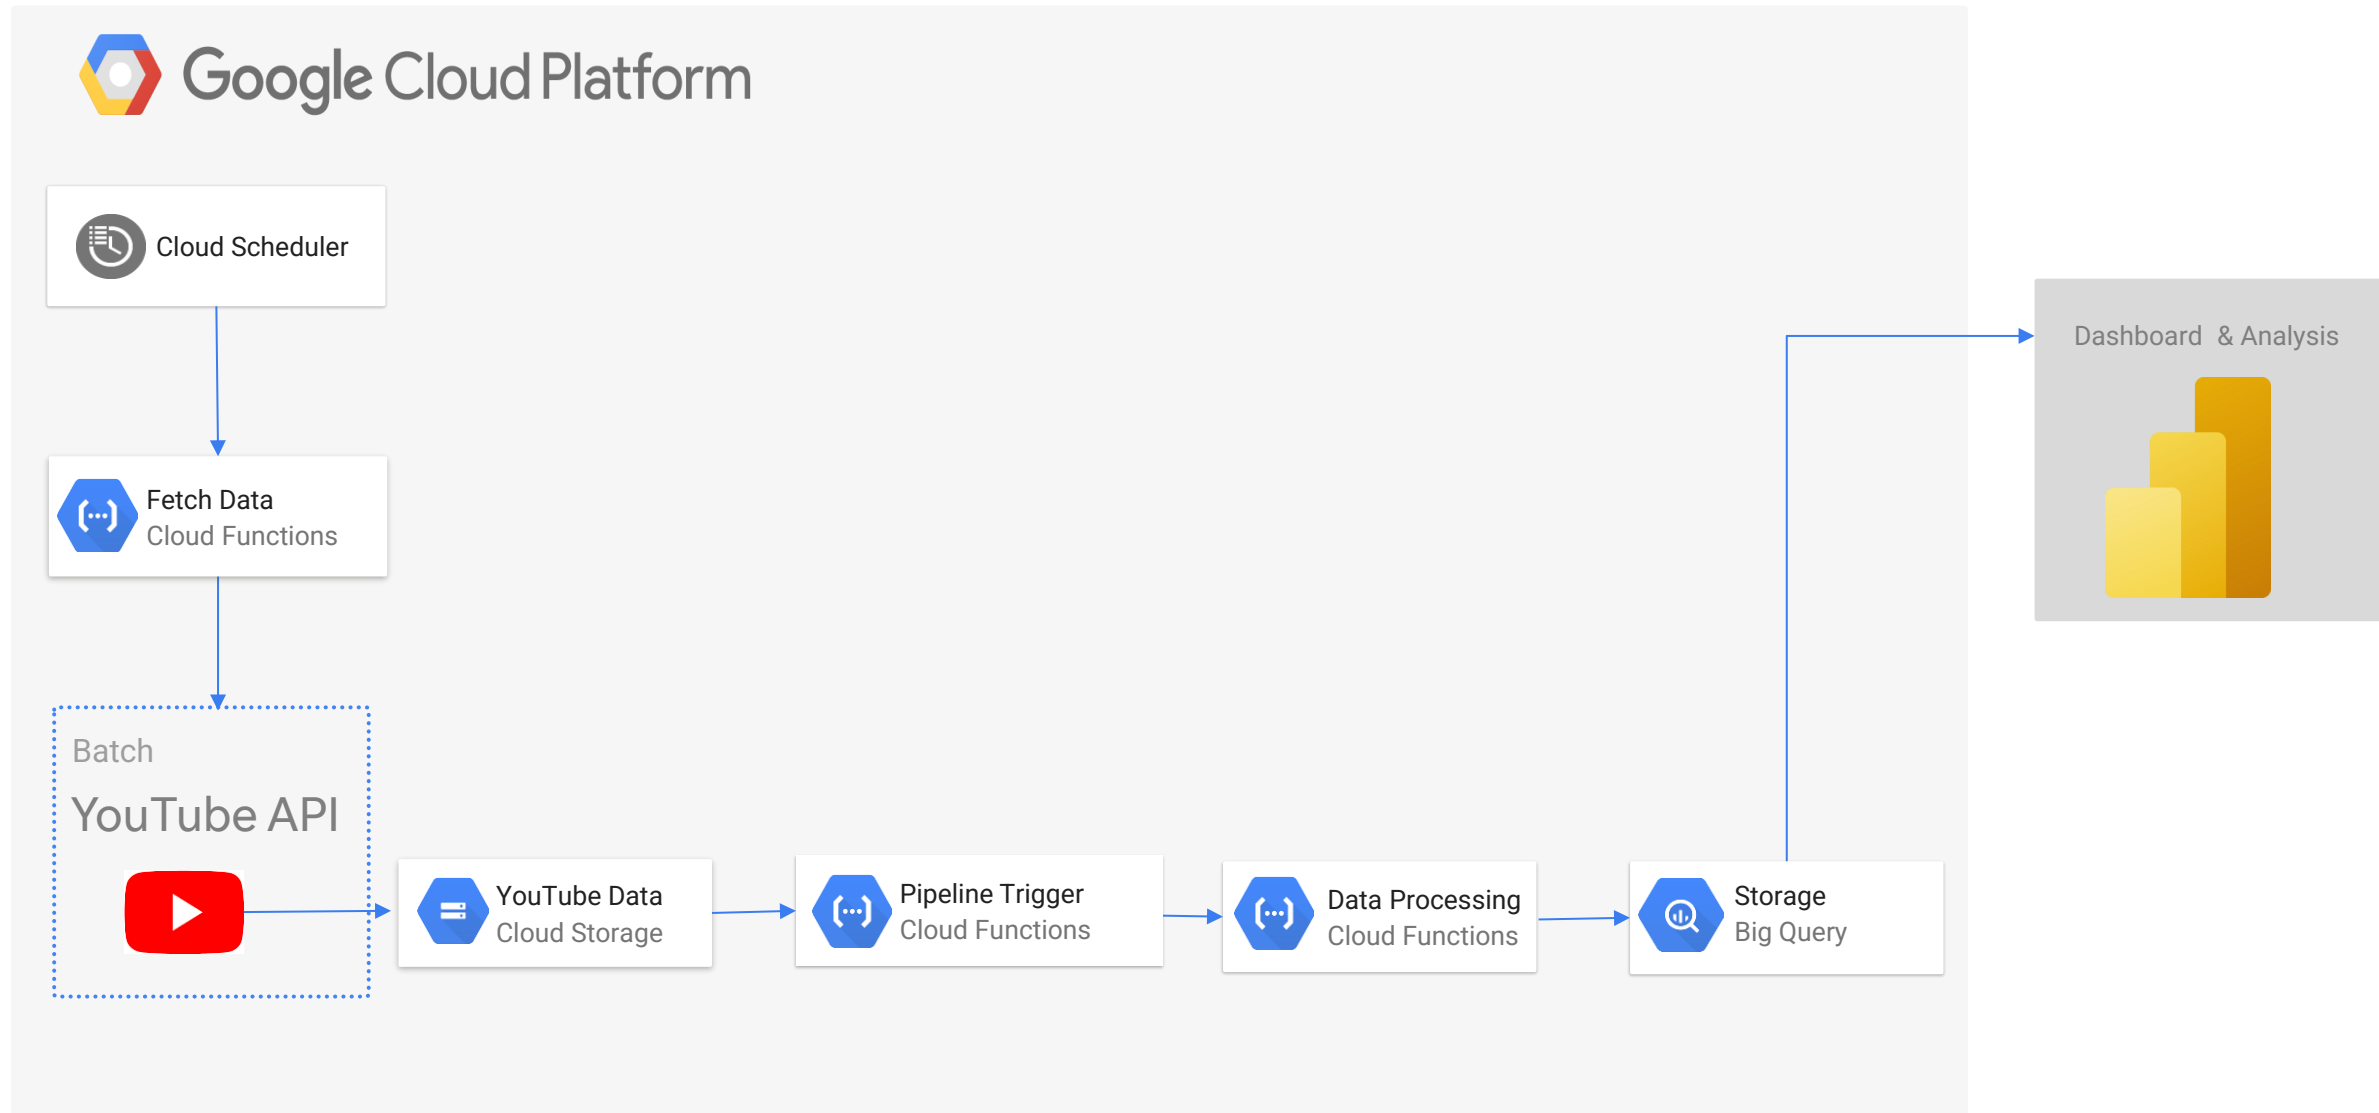 Google Cloud Platform
Cloud Scheduler
Fetch Data
Cloud Functions
Batch
YouTube API
YouTube Data
Cloud Storage
Pipeline Trigger
Cloud Functions
Data Processing
Cloud Functions
Storage
Big Query
Dashboard & Analysis